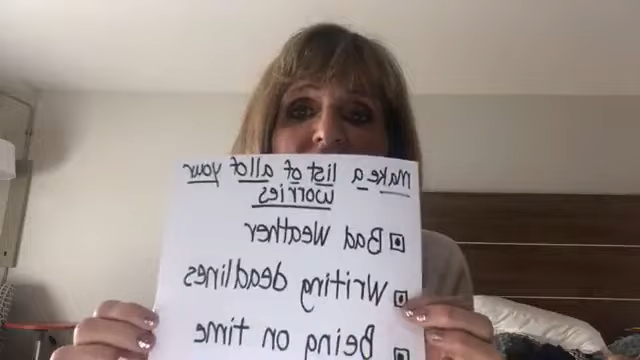 Make a list of all of your
worries
Bad Weather
Writing deadlines
Being on time